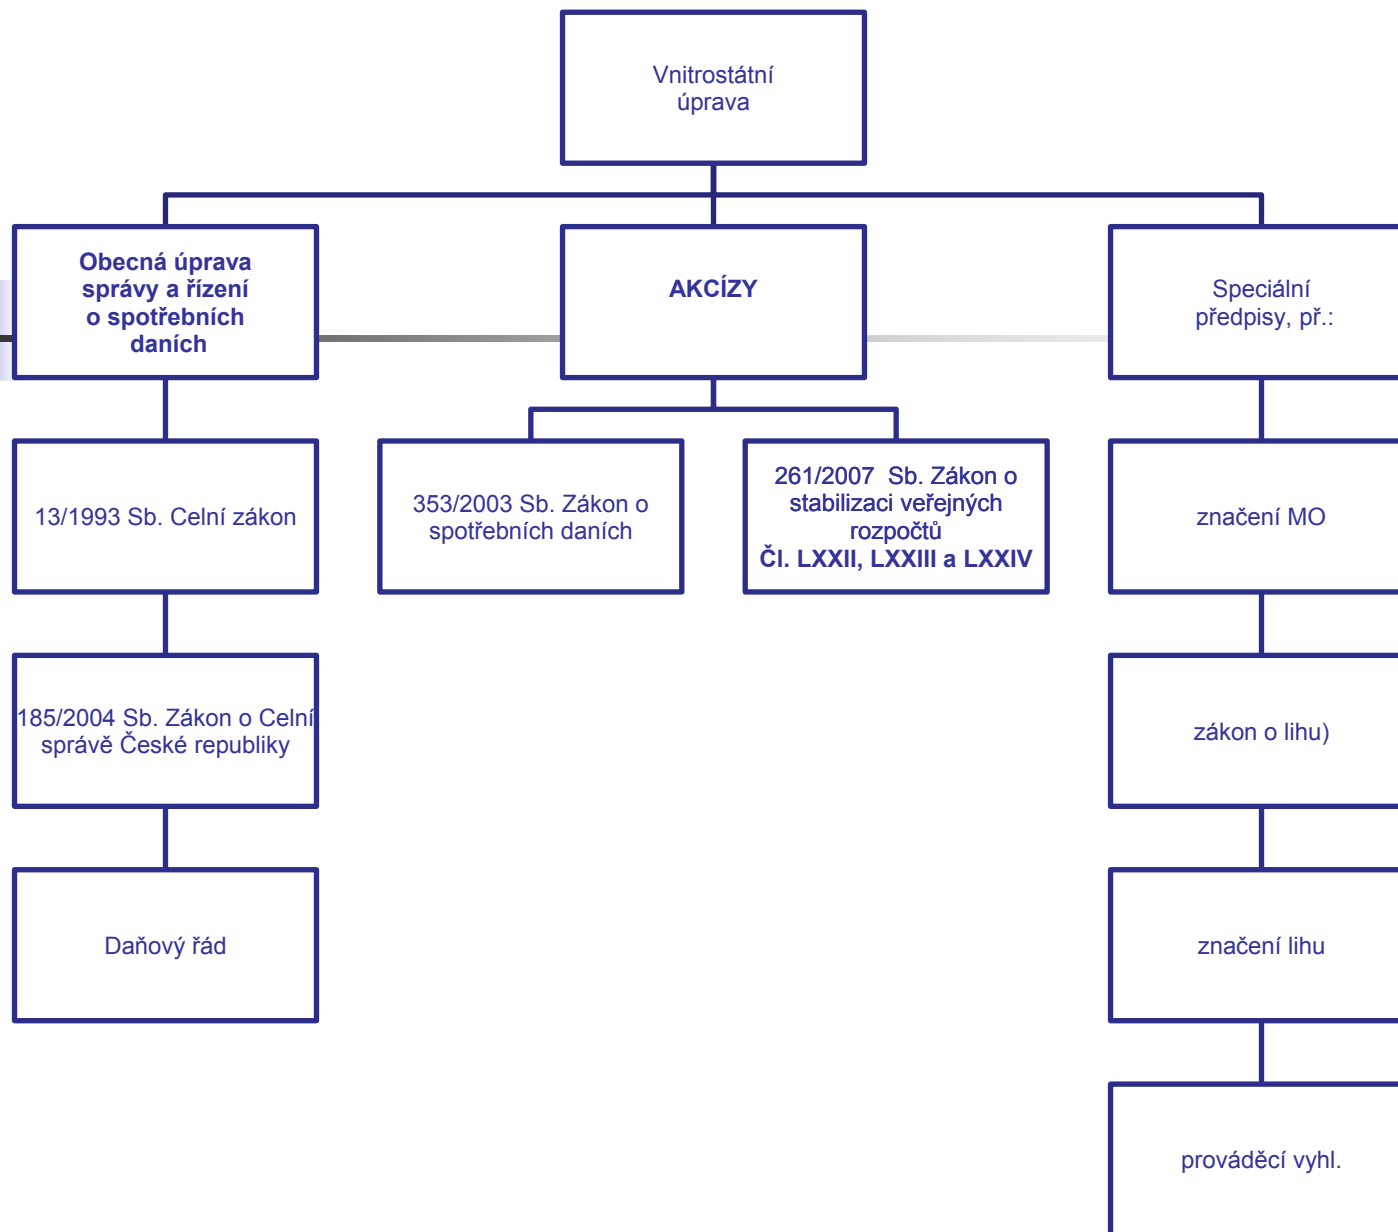 Vnitrostátní
úprava
Obecná úprava
správy a řízení
o spotřebních
daních
AKCÍZY
Speciální
předpisy, př.:
13/1993 Sb. Celní zákon
353/2003 Sb. Zákon o
spotřebních daních
261/2007 Sb. Zákon o
stabilizaci veřejných
rozpočtů
Čl. LXXII, LXXIII a LXXIV
značení MO
185/2004 Sb. Zákon o Celní
správě České republiky
zákon o lihu)
Daňový řád
značení lihu
prováděcí vyhl.